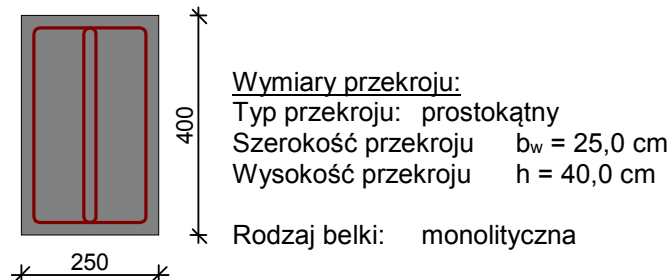 Wymiary przekroju:
Typ przekroju: prostokątny
Szerokość przekroju bw = 25,0 cm
Wysokość przekroju h = 40,0 cm
Rodzaj belki: monolityczna
400
250